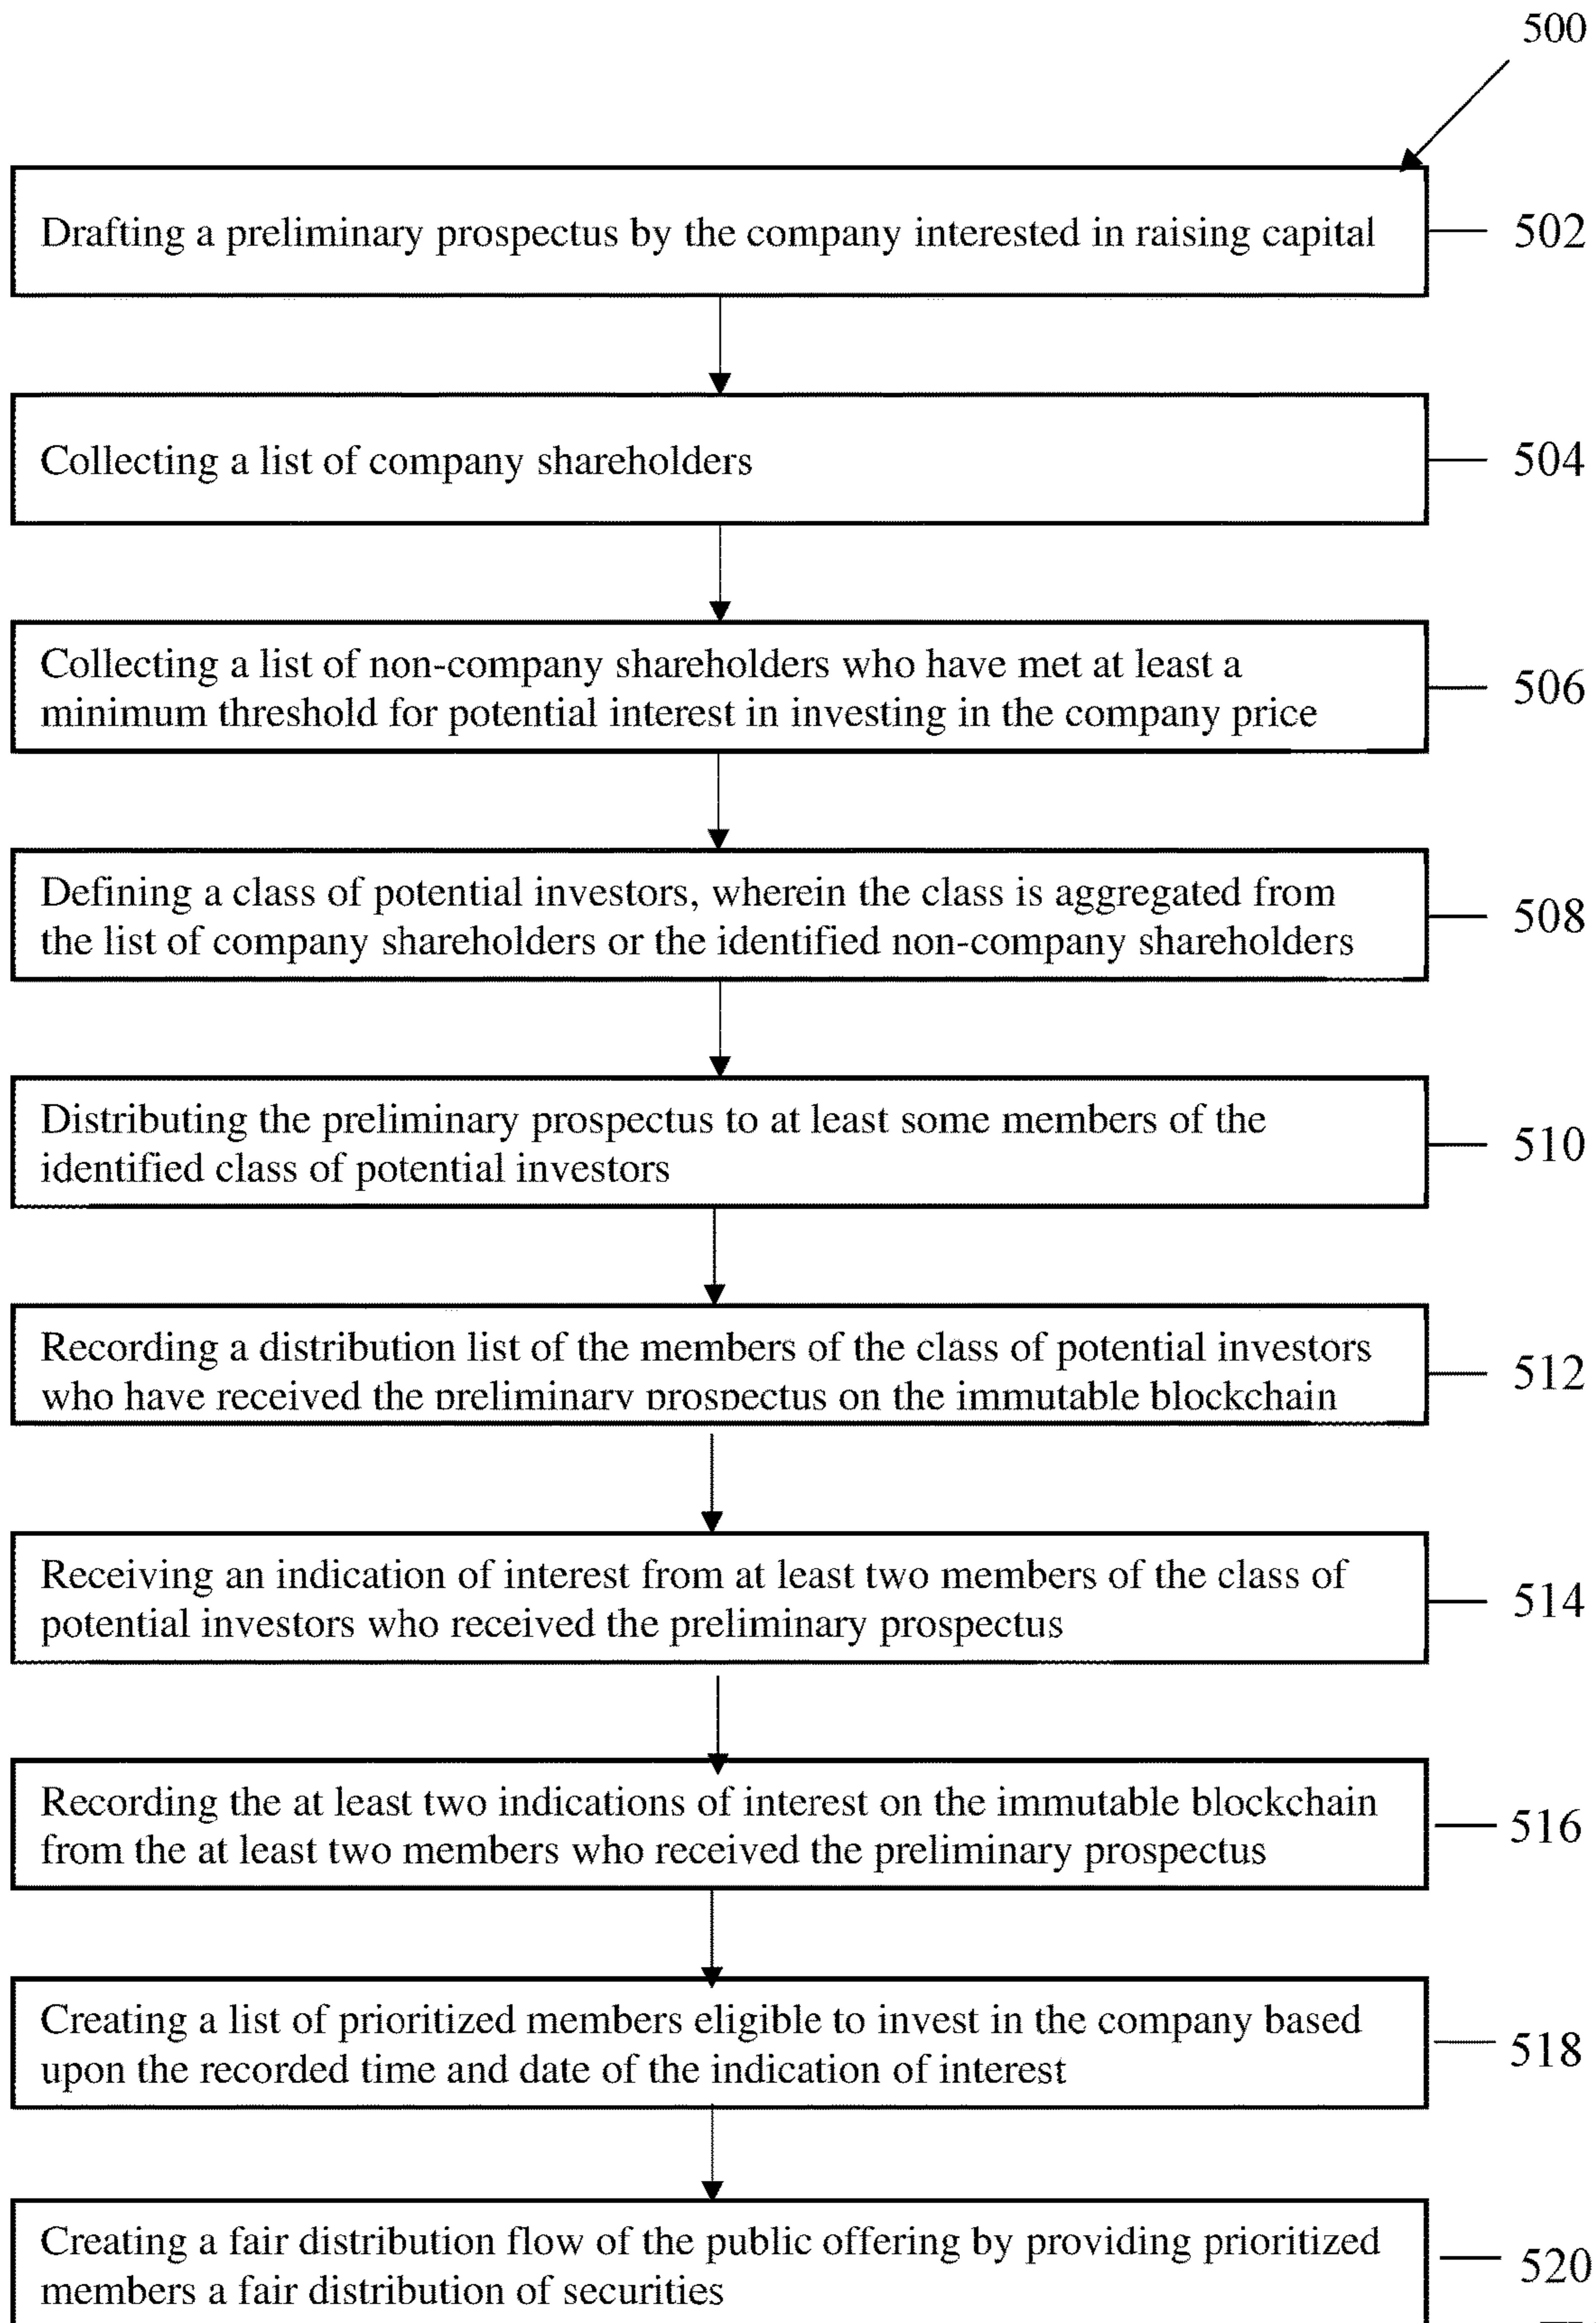 500
Drafting a preliminary prospectus by the company interested in raising capital
502
Collecting a list of company shareholders
504
Collecting a list of non-company shareholders who have met at least a
minimum threshold for potential interest in investing in the company price
506
Defining a class of potential investors, wherein the class is aggregated from
the list of company shareholders or the identified non-company shareholders
508
Distributing the preliminary prospectus to at least some members of the
identified class of potential investors
510
Recording a distribution list of the members of the class of potential investors
who have received the preliminary prospectus on the immutable blockchain
512
Receiving an indication of interest from at least two members of the class of
potential investors who received the preliminary prospectus
514
Recording the at least two indications of interest on the immutable blockchain
from the at least two members who received the preliminary prospectus
516
Creating a list of prioritized members eligible to invest in the company based
upon the recorded time and date of the indication of interest
518
Creating a fair distribution flow of the public offering by providing prioritized
members a fair distribution of securities
520